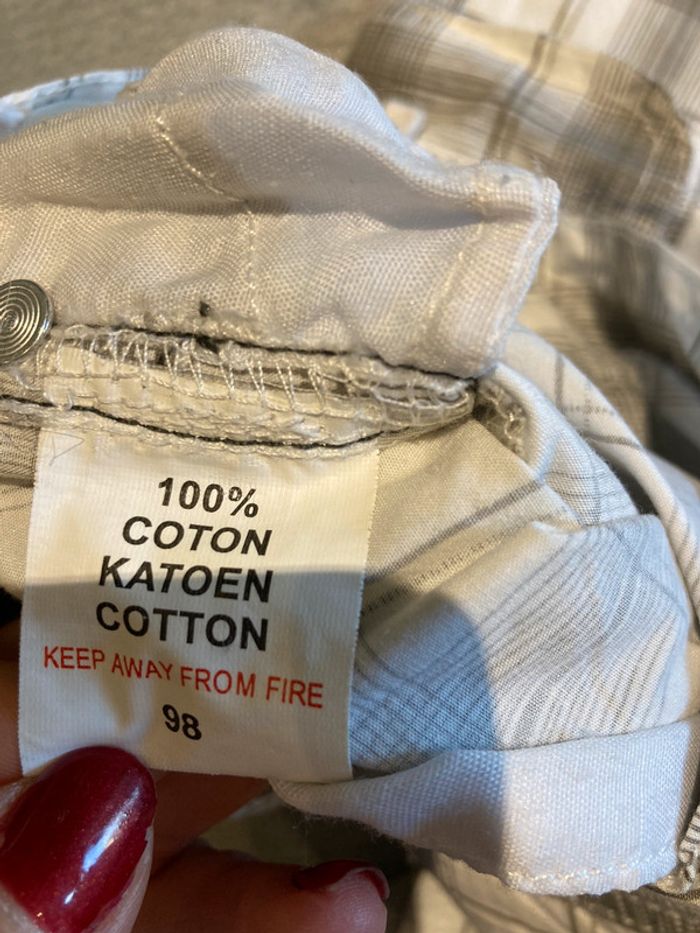 100%
COTON
KATOEN
COTTON
KEEP AWAY FROM FIRE
98